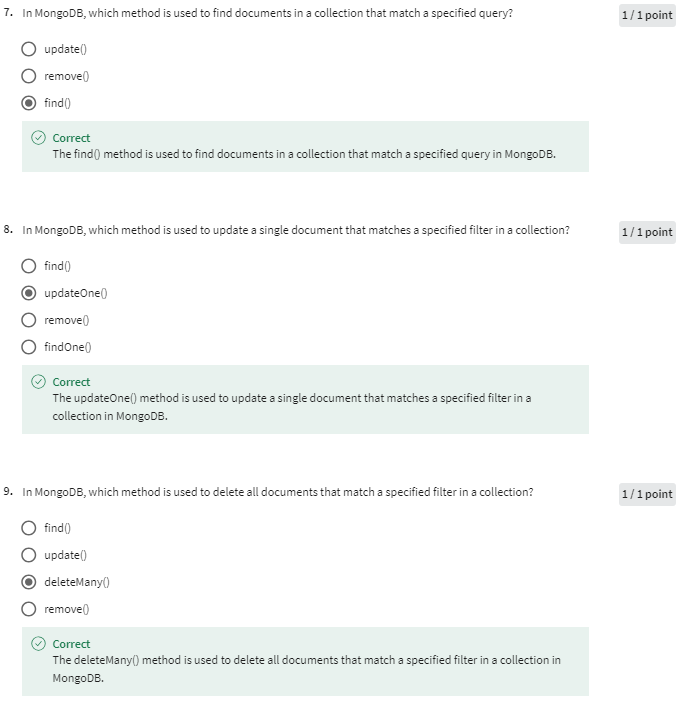 7. In MongoDB, which method is used to find documents in a collection that match a specified query?
1 / 1 point
update()
remove()
find()
Correct
The find() method is used to find documents in a collection that match a specified query in MongoDB.
8. In MongoDB, which method is used to update a single document that matches a specified filter in a collection?
1 / 1 point
find()
updateOne()
remove()
findOne()
Correct
The updateOne() method is used to update a single document that matches a specified filter in a
collection in MongoDB.
9. In MongoDB, which method is used to delete all documents that match a specified filter in a collection?
1 / 1 point
find()
update()
deleteMany()
remove()
Correct
The deleteMany() method is used to delete all documents that match a specified filter in a collection in
MongoDB.